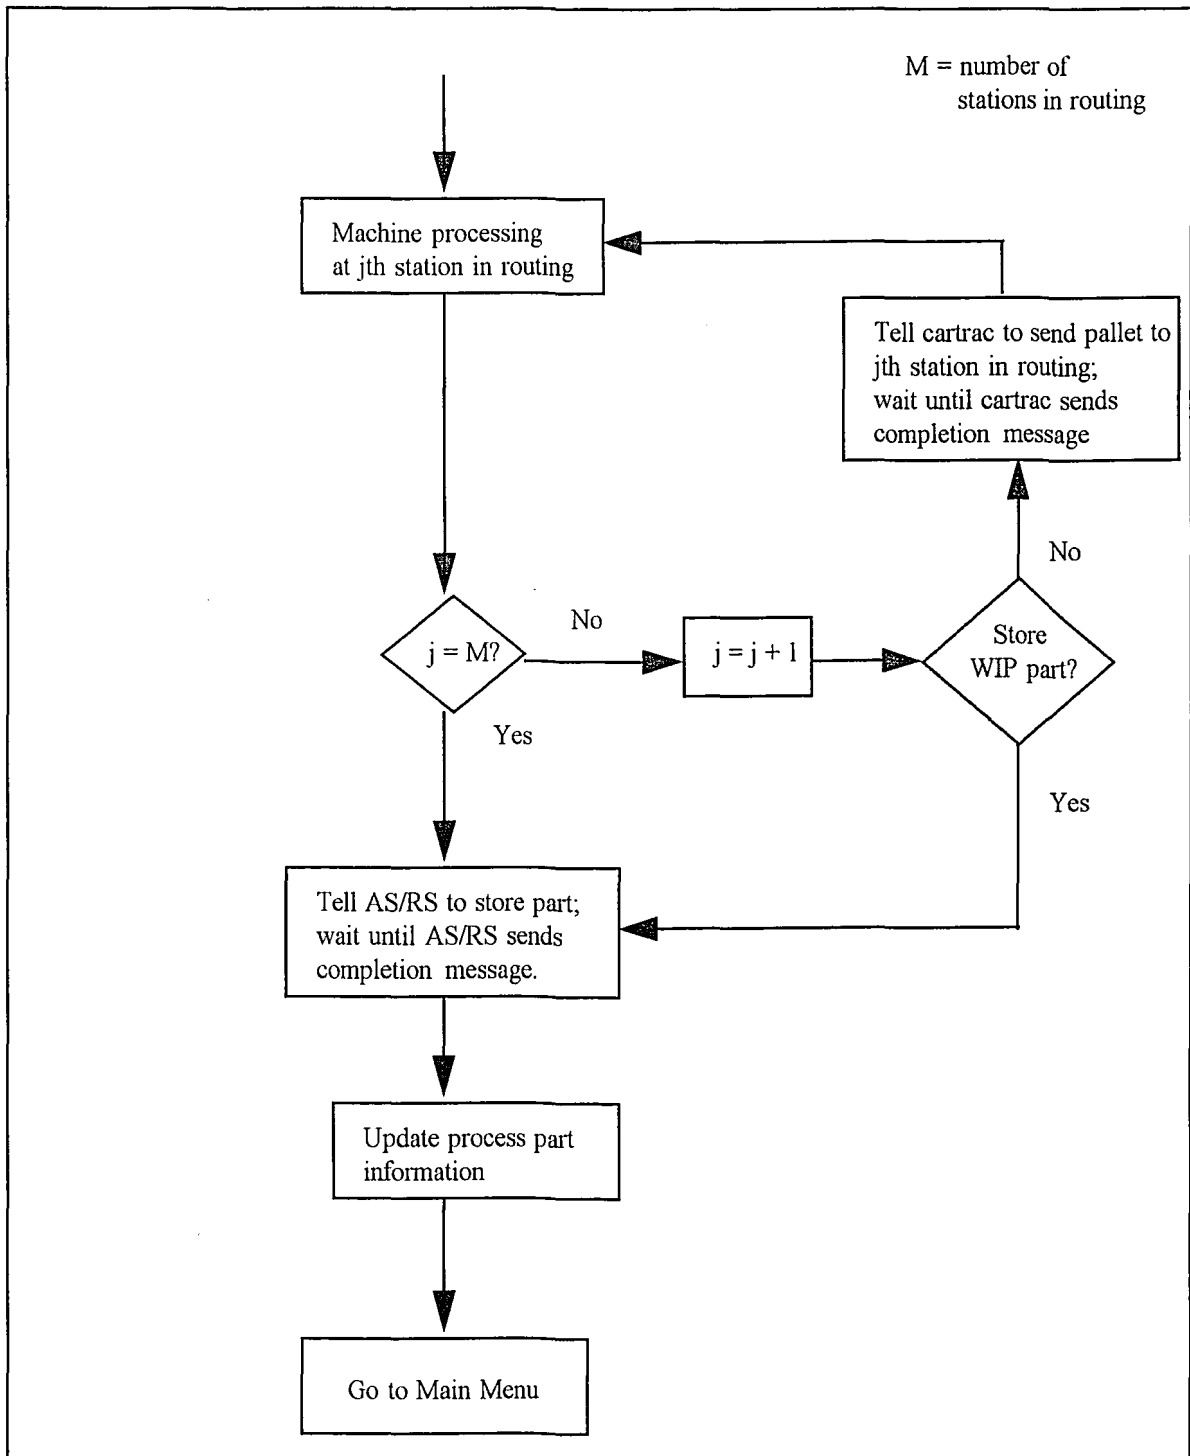 M = number of
stations in routing
Machine processing
at jth station in routing
Tell cartrac to send pallet to
jth station in routing;
wait until cartrac sends
completion message
No
j = M?
No
j = j + 1
Store
WIP part?
Yes
Yes
Tell AS/RS to store part;
wait until AS/RS sends
completion message.
Update process part
information
Go to Main Menu